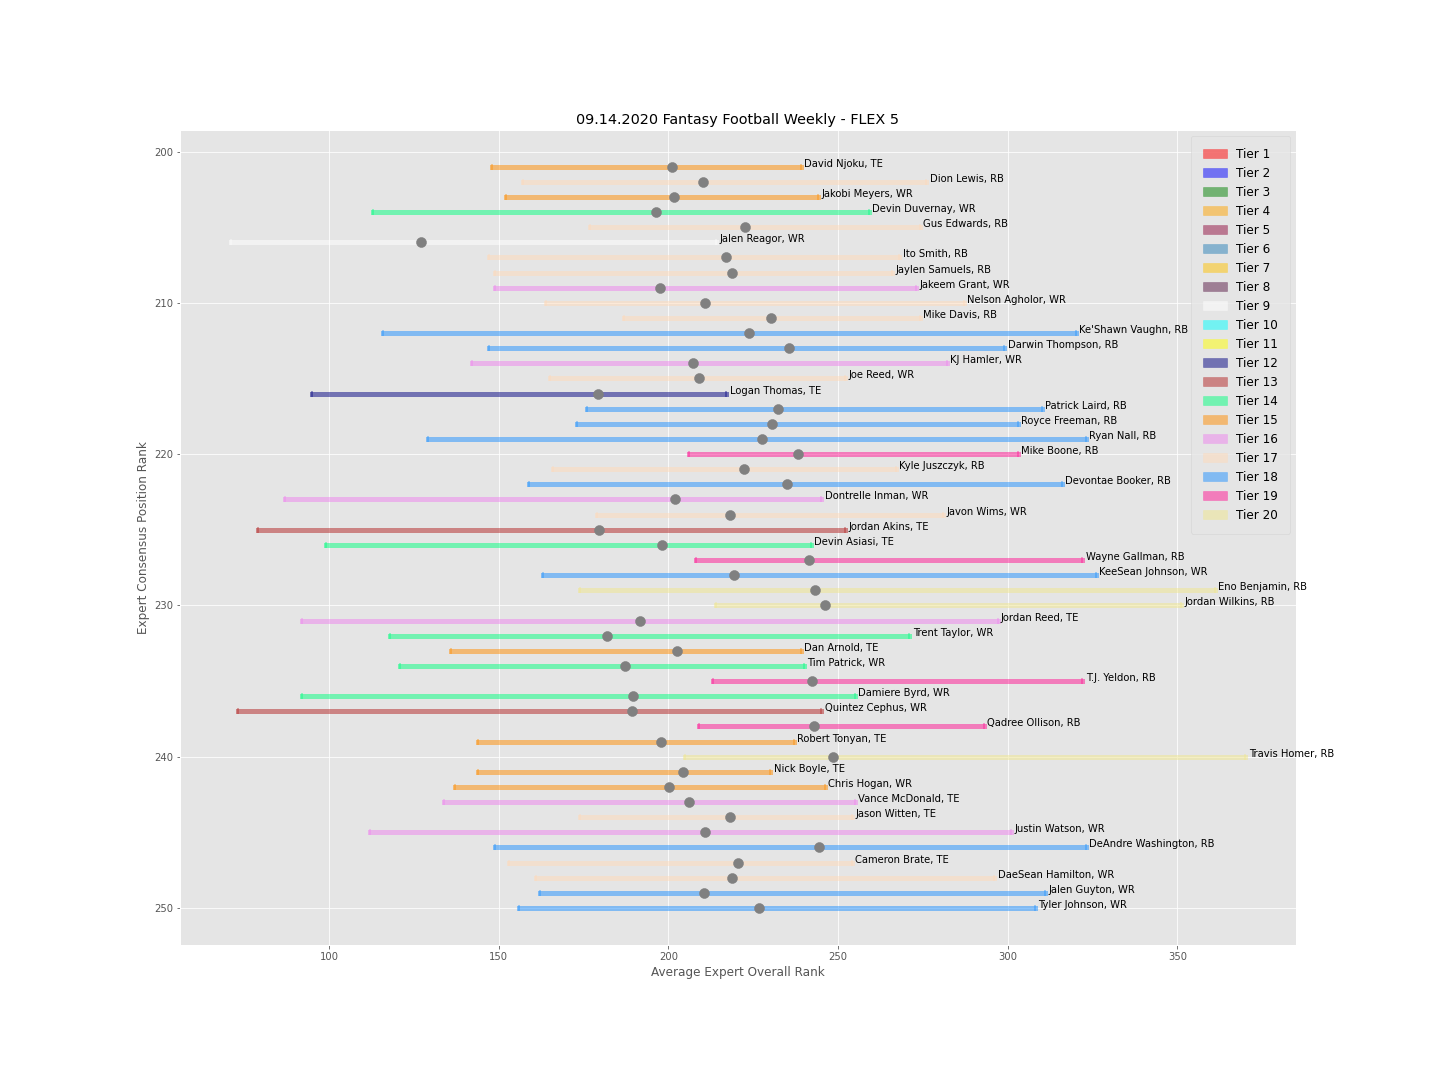 09.14.2020 Fantasy Football Weekly - FLEX 5
Expert Consensus Position Rank
200
210
220
230
240
250
David Njoku, TE
Dion Lewis, RB
Jakobi Meyers, WR
Devin Duvernay, WR
Gus Edwards, RB
Jalen Reagor, WR
Ito Smith, RB
Jaylen Samuels, RB
Jakeem Grant, WR
Nelson Agholor, WR
Mike Davis, RB
Ke'Shawn Vaughn, RB
Darwin Thompson, RB
KJ Hamler, WR
Joe Reed, WR
Logan Thomas, TE
Patrick Laird, RB
Royce Freeman, RB
Ryan Nall, RB
Mike Boone, RB
Kyle Juszczyk, RB
Devontae Booker, RB
Dontrelle Inman, WR
Javon Wims, WR
Jordan Akins, TE
Devin Asiasi, TE
Wayne Gallman, RB
KeeSean Johnson, WR
Eno Benjamin, RB
Jordan Wilkins, RB
Jordan Reed, TE
Trent Taylor, WR
Dan Arnold, TE
Tim Patrick, WR
T.J. Yeldon, RB
Damiere Byrd, WR
Quintez Cephus, WR
Qadree Ollison, RB
Robert Tonyan, TE
Travis Homer, RB
Nick Boyle, TE
Chris Hogan, WR
Vance McDonald, TE
Jason Witten, TE
Justin Watson, WR
DeAndre Washington, RB
Cameron Brate, TE
DaeSean Hamilton, WR
Jalen Guyton, WR
Tyler Johnson, WR
Tier 1
Tier 2
Tier 3
Tier 4
Tier 5
Tier 6
Tier 7
Tier 8
Tier 9
Tier 10
Tier 11
Tier 12
Tier 13
Tier 14
Tier 15
Tier 16
Tier 17
Tier 18
Tier 19
Tier 20
100
150
200
250
300
350
Average Expert Overall Rank